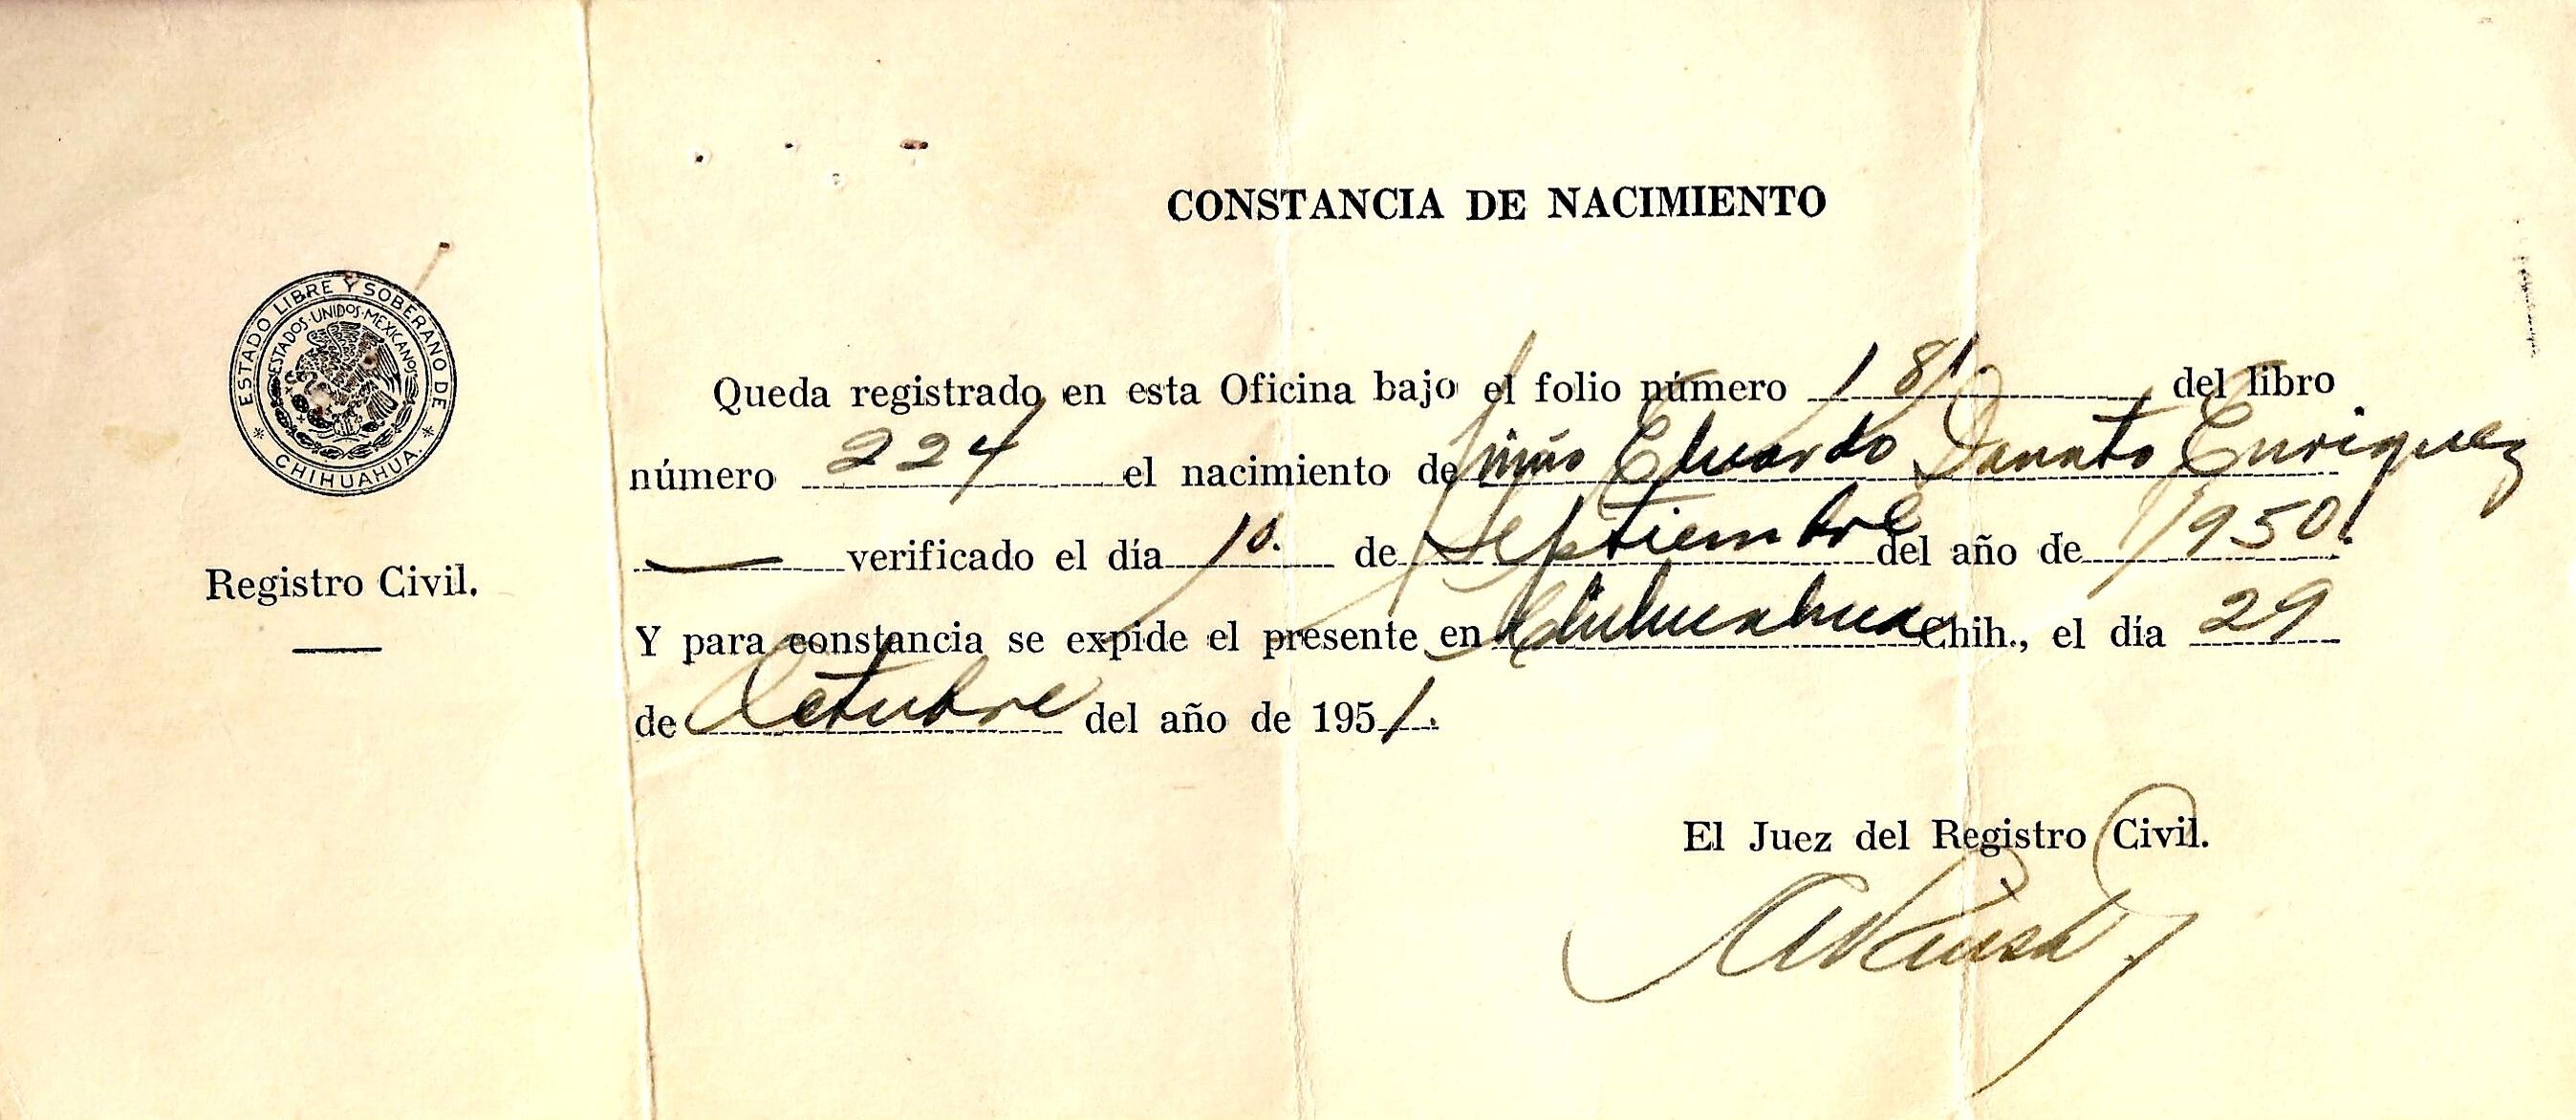 CONSTANCIA DE NACIMIENTO
ESTADO LIBRE Y SOBERANO DE CHIHUAHUA.
ESTADOS·UNIDOS·MEXICANOS
Registro Civil.
Queda registrado en esta Oficina bajo el folio número 181. del libro
número 224 el nacimiento de niño Eduardo Donato Enriquez
verificado el día 1o. de Septiembre del año de 1950.
Y para constancia se expide el presente en Chihuahua Chih., el día 29
de Octubre del año de 1951.
El Juez del Registro Civil.